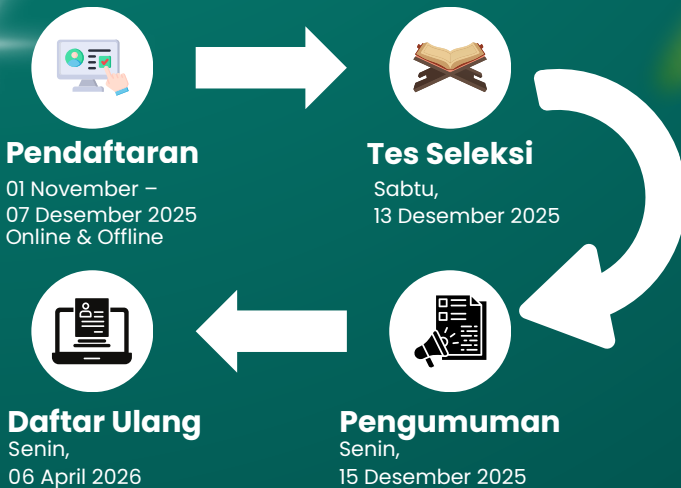 Pendaftaran
01 November –
07 Desember 2025
Online & Offline
Tes Seleksi
Sabtu,
13 Desember 2025
Pengumuman
Senin,
15 Desember 2025
Daftar Ulang
Senin,
06 April 2026